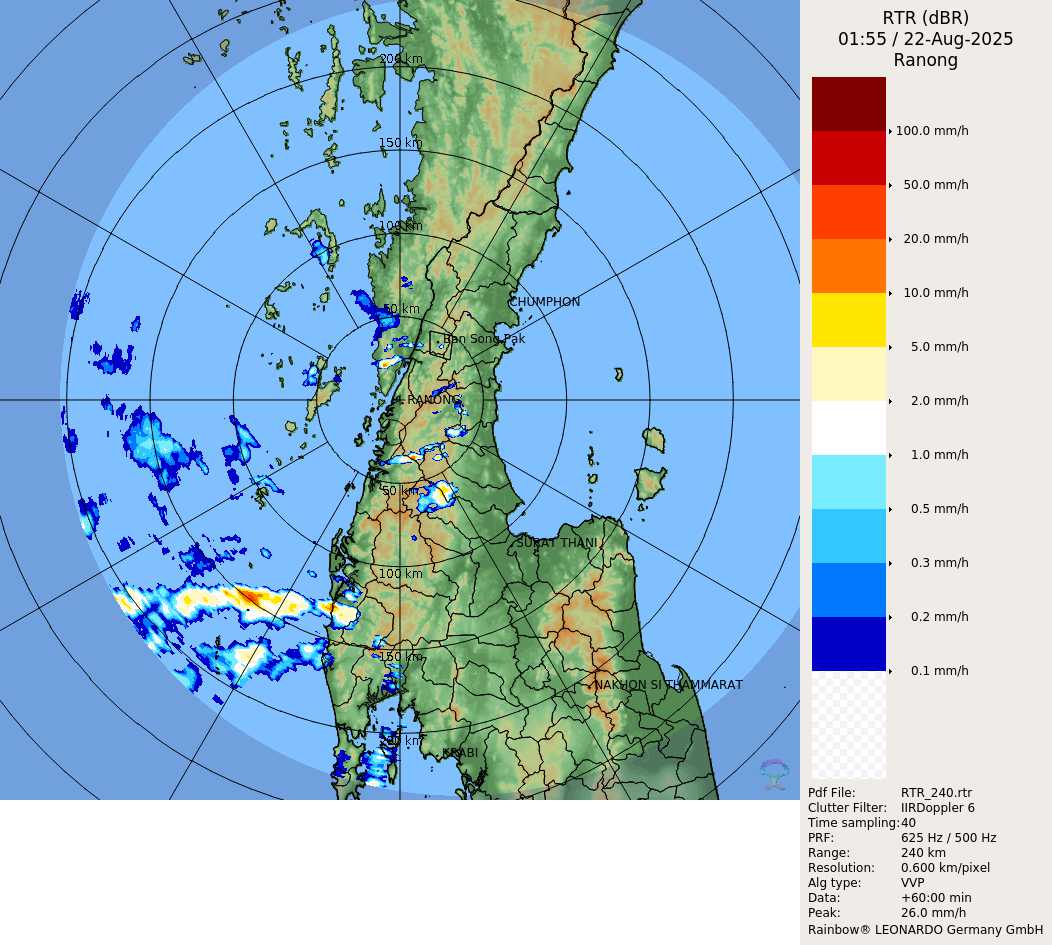 RTR (dBR)
01:55 / 22-Aug-2025
Ranong
100.0 mm/h
50.0 mm/h
20.0 mm/h
10.0 mm/h
5.0 mm/h
2.0 mm/h
1.0 mm/h
0.5 mm/h
0.3 mm/h
0.2 mm/h
0.1 mm/h
Pdf File: RTR_240.rtr
Clutter Filter: IIRDoppler 6
Time sampling: 40
PRF: 625 Hz / 500 Hz
Range: 240 km
Resolution: 0.600 km/pixel
Alg type: VVP
Data: +60:00 min
Peak: 26.0 mm/h
Rainbow® LEONARDO Germany GmbH
200 km
150 km
100 km
CHUMPHON
50 km
Ban Song Pak
RANONG
50 km
SURAT THANI
100 km
150 km
NAKHON SI THAMMARAT
200 km
KRABI